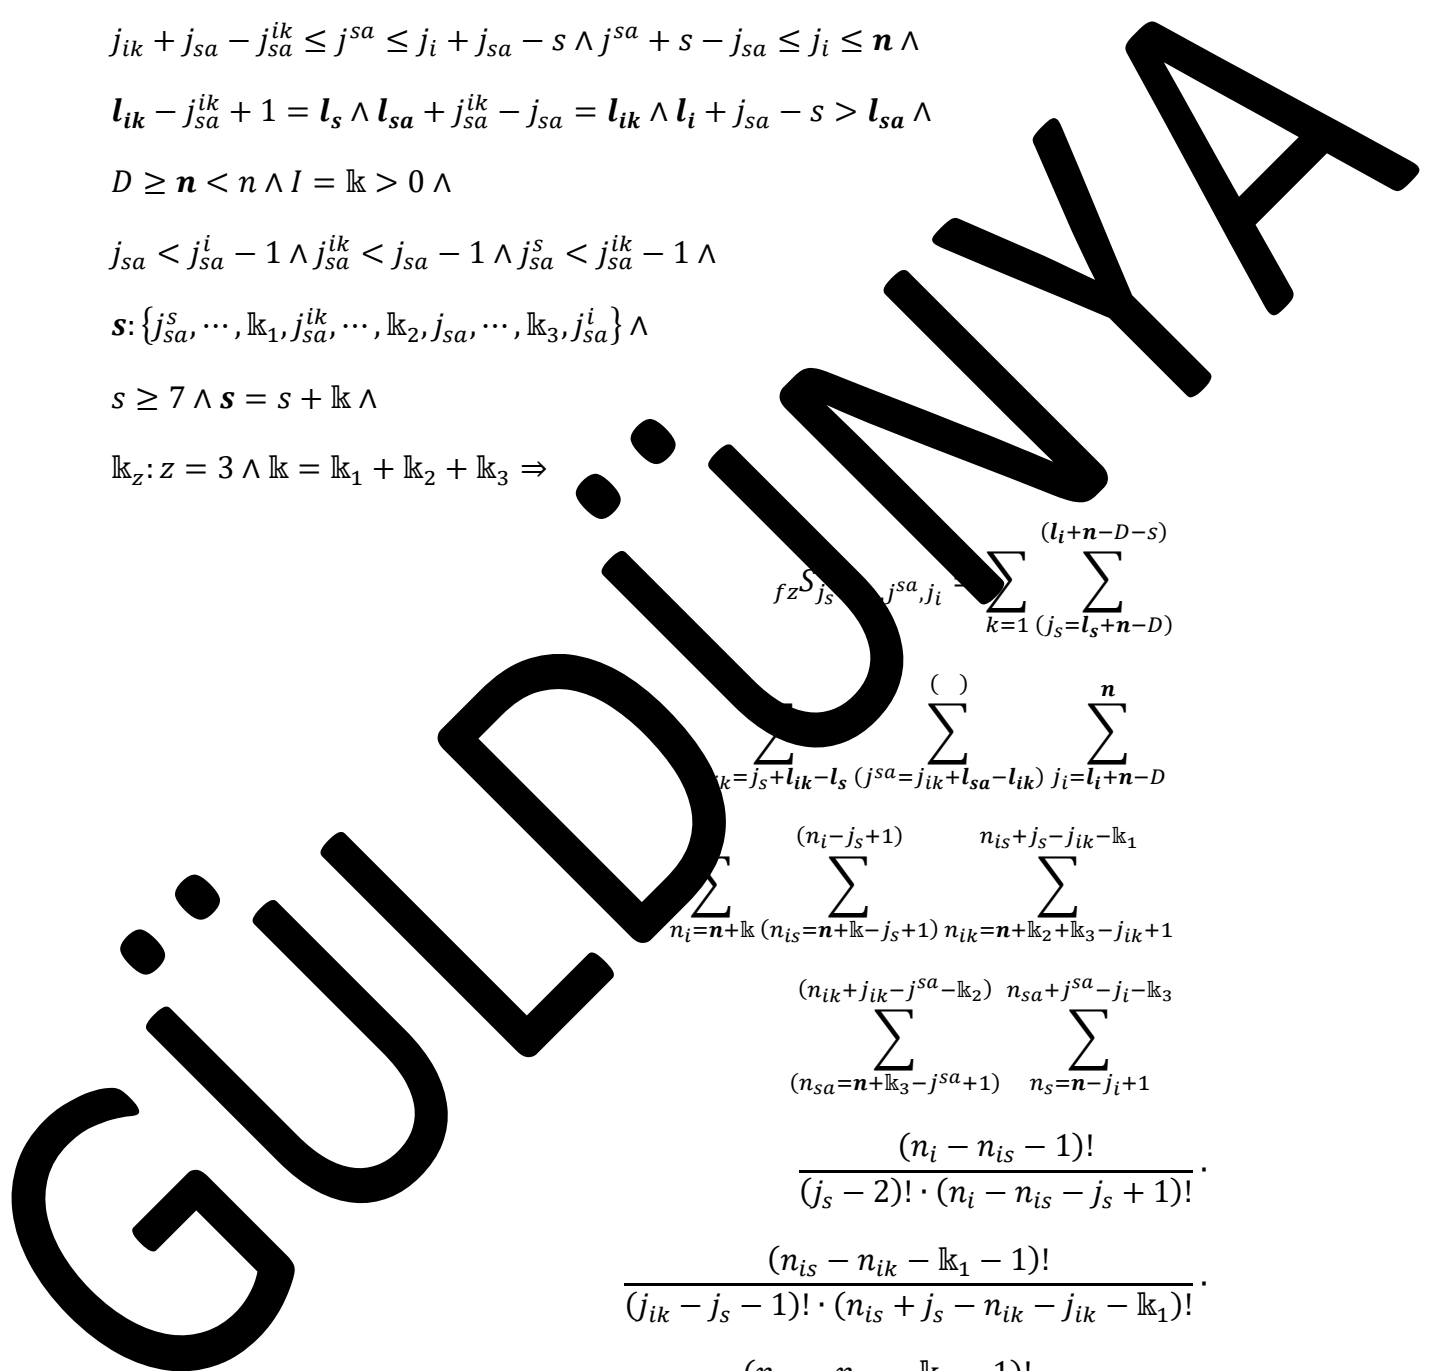 j_{ik} + j_{sa} − j_{sa}^{ik} ≤ j^{sa} ≤ j_i + j_{sa} − s ∧ j^{sa} + s − j_{sa} ≤ j_i ≤ 𝒏 ∧
𝒍_{𝒊𝒌} − j_{sa}^{ik} + 1 = 𝒍_𝒔 ∧ 𝒍_{𝒔𝒂} + j_{sa}^{ik} − j_{sa} = 𝒍_{𝒊𝒌} ∧ 𝒍_𝒊 + j_{sa} − s > 𝒍_{𝒔𝒂} ∧
D ≥ 𝒏 < n ∧ I = 𝕜 > 0 ∧
j_{sa} < j_{sa}^{i} − 1 ∧ j_{sa}^{ik} < j_{sa} − 1 ∧ j_{sa}^{s} < j_{sa}^{ik} − 1 ∧
𝒔: {j_{sa}^{s}, ⋯, 𝕜_1, j_{sa}^{ik}, ⋯, 𝕜_2, j_{sa}, ⋯, 𝕜_3, j_{sa}^{i}} ∧
s ≥ 7 ∧ 𝒔 = s + 𝕜 ∧
𝕜_z: z = 3 ∧ 𝕜 = 𝕜_1 + 𝕜_2 + 𝕜_3 ⇒
(𝒍_𝒊+𝒏−D−s)
_{fz}S_{j_s , j^{sa}, j_i} = ∑ ∑
k=1 (j_s=𝒍_𝒔+𝒏−D)
( ) 𝒏
∑ ∑ ∑
=j_s+𝒍_{𝒊𝒌}−𝒍_𝒔 (j^{sa}=j_{ik}+𝒍_{𝒔𝒂}−𝒍_{𝒊𝒌}) j_i=𝒍_𝒊+𝒏−D
(n_i−j_s+1) n_{is}+j_s−j_{ik}−𝕜_1
∑ ∑ ∑
n_i=𝒏+𝕜 (n_{is}=𝒏+𝕜−j_s+1) n_{ik}=𝒏+𝕜_2+𝕜_3−j_{ik}+1
(n_{ik}+j_{ik}−j^{sa}−𝕜_2) n_{sa}+j^{sa}−j_i−𝕜_3
∑ ∑
(n_{sa}=𝒏+𝕜_3−j^{sa}+1) n_s=𝒏−j_i+1
(n_i − n_{is} − 1)!
(j_s − 2)! · (n_i − n_{is} − j_s + 1)! ·
(n_{is} − n_{ik} − 𝕜_1 − 1)!
(j_{ik} − j_s − 1)! · (n_{is} + j_s − n_{ik} − j_{ik} − 𝕜_1)! ·
GÜLDÜNYA